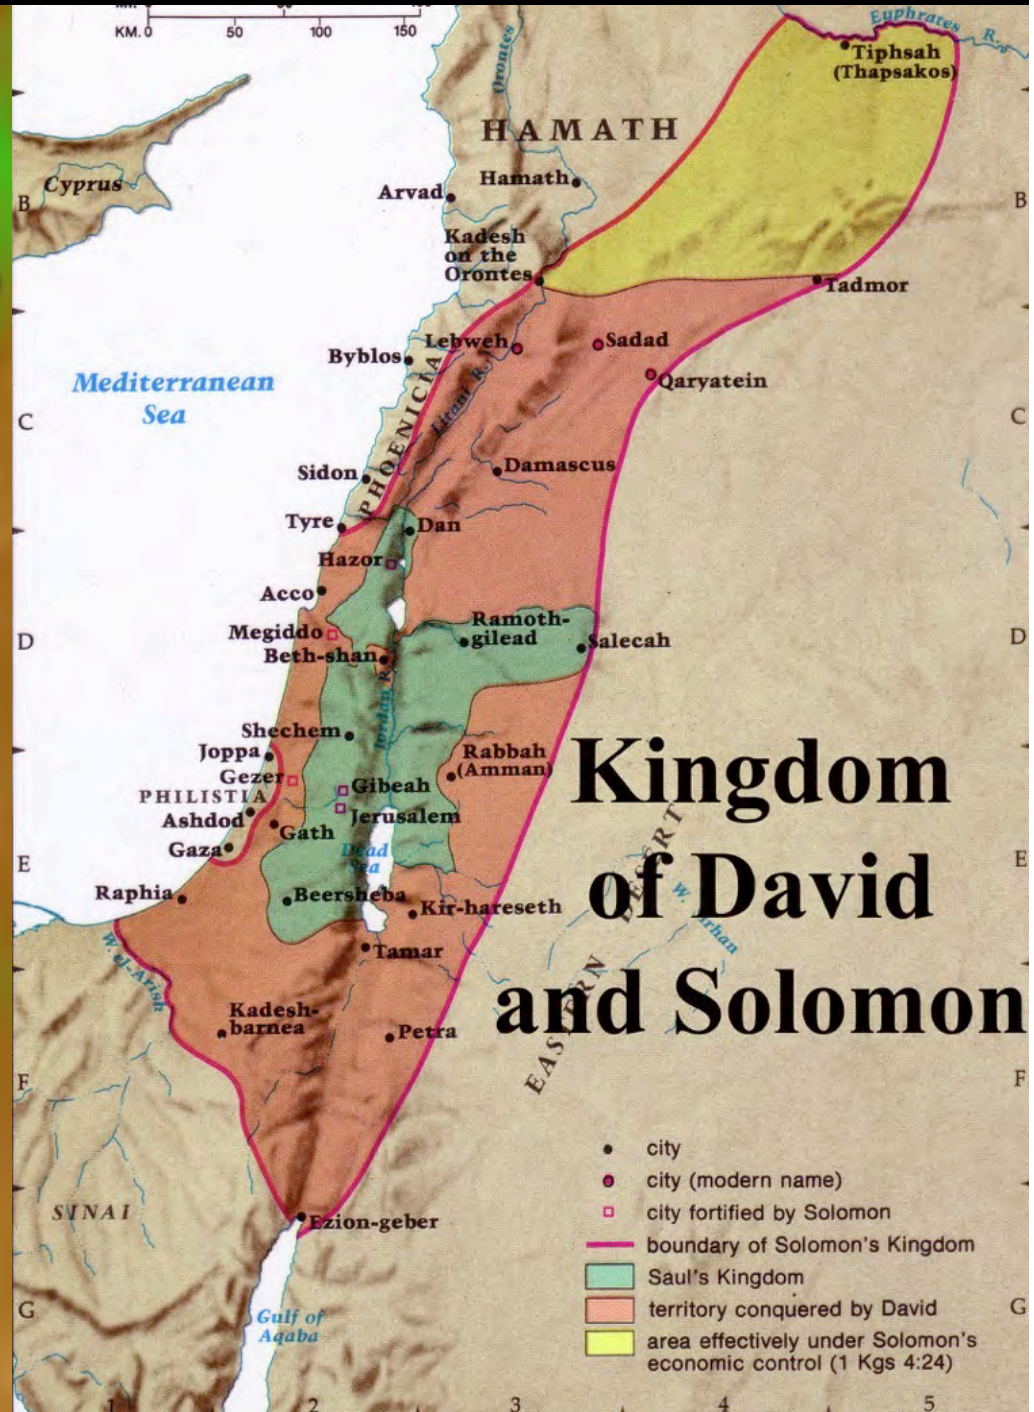 KM. 0 50 100 150
Euphrates R.
Tiphsah
(Thapsakos)
Orontes
HAMATH
Cyprus
Hamath
Arvad
B
B
Kadesh
on the
Orontes
Tadmor
Lebweh
Sadad
Byblos
Qaryatein
Mediterranean
Sea
PHOENICIA
Litani R.
C
C
Damascus
Sidon
Tyre
Dan
Hazor
Acco
Ramoth-
gilead
Megiddo
D
Salecah
D
Beth-shan
Jordan R.
Shechem
Joppa
Rabbah
(Amman)
Gezer
Gibeah
PHILISTIA
Jerusalem
Ashdod
Gath
Gaza
Dead
Sea
E
E
Raphia
Beersheba
Kir-hareseth
W. el-Arish
Tamar
Kadesh-
barnea
Petra
Kingdom
of David
and Solomon
EASTERN DESERT
W.
F
F
city
city (modern name)
SINAI
city fortified by Solomon
Ezion-geber
boundary of Solomon's Kingdom
Saul's Kingdom
G
territory conquered by David
G
Gulf of
Aqaba
area effectively under Solomon's
economic control (1 Kgs 4:24)
1 2 3 4 5